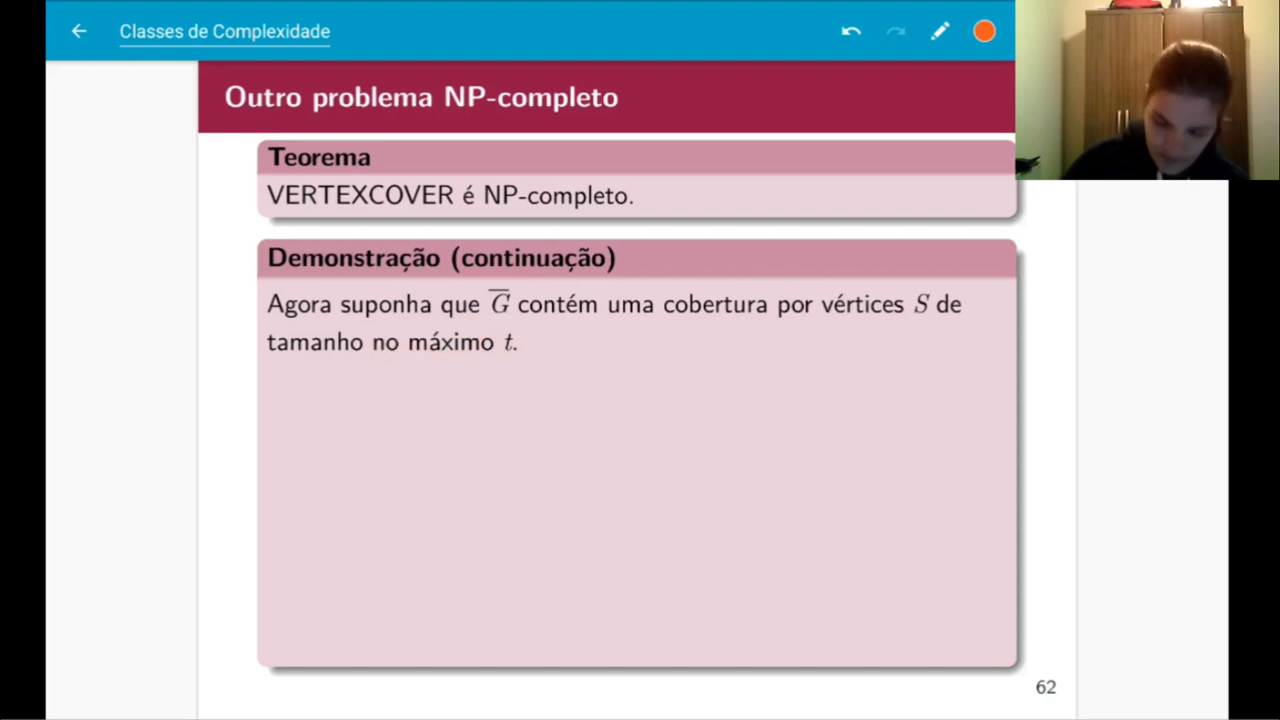 Classes de Complexidade
Outro problema NP-completo
Teorema
VERTEXCOVER é NP-completo.
Demonstração (continuação)
Agora suponha que G̅ contém uma cobertura por vértices S de
tamanho no máximo t.
62